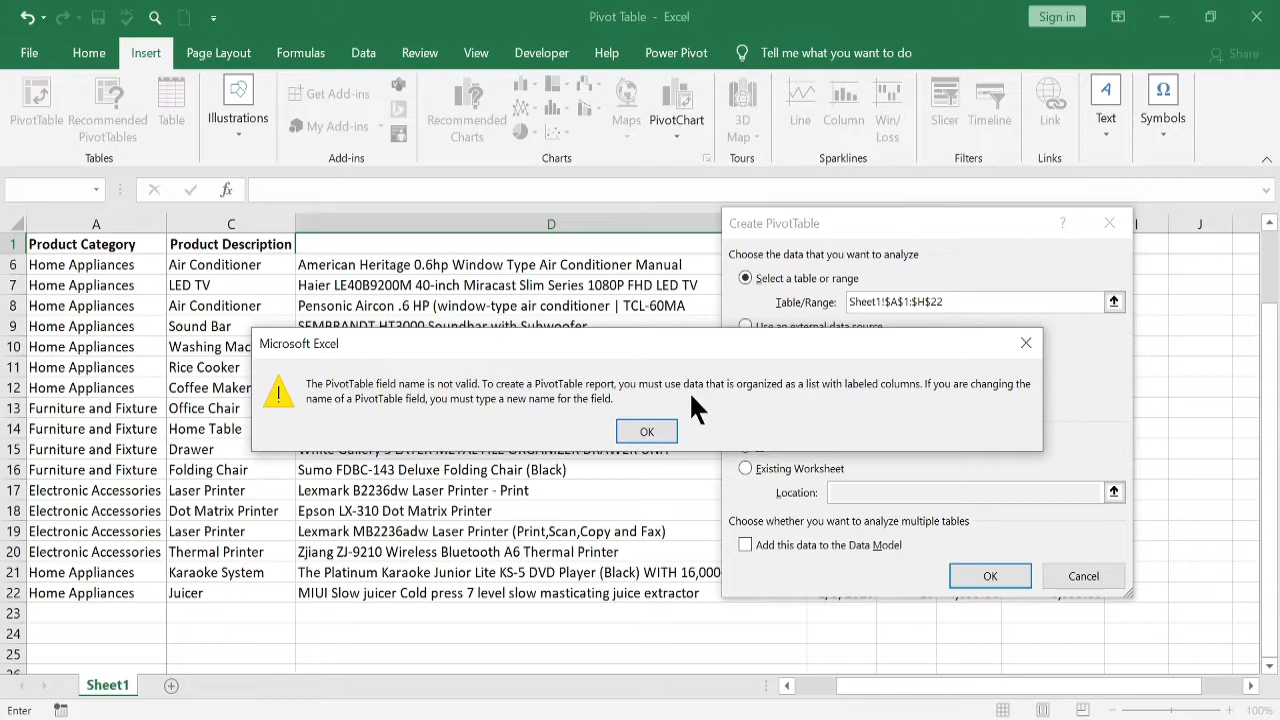 Pivot Table - Excel
Sign in
File Home Insert Page Layout Formulas Data Review View Developer Help Power Pivot Tell me what you want to do Share
PivotTable Recommended PivotTables Table
Tables
Illustrations
Get Add-ins
My Add-ins
Add-ins
Recommended Charts
Maps PivotChart
Charts
3D Map
Tours
Line Column Win/Loss
Sparklines
Slicer Timeline
Filters
Link
Links
Text
Symbols
fx
A C D I J
1 Product Category Product Description
6 Home Appliances Air Conditioner American Heritage 0.6hp Window Type Air Conditioner Manual
7 Home Appliances LED TV Haier LE40B9200M 40-inch Miracast Slim Series 1080P FHD LED TV
8 Home Appliances Air Conditioner Pensonic Aircon .6 HP (window-type air conditioner | TCL-60MA
9 Home Appliances Sound Bar SEMBRANDT HT3000 Soundbar with Subwoofer
10 Home Appliances Washing Mac
11 Home Appliances Rice Cooker
12 Home Appliances Coffee Maker
13 Furniture and Fixture Office Chair
14 Furniture and Fixture Home Table
15 Furniture and Fixture Drawer
16 Furniture and Fixture Folding Chair Sumo FDBC-143 Deluxe Folding Chair (Black)
17 Electronic Accessories Laser Printer Lexmark B2236dw Laser Printer - Print
18 Electronic Accessories Dot Matrix Printer Epson LX-310 Dot Matrix Printer
19 Electronic Accessories Laser Printer Lexmark MB2236adw Laser Printer (Print,Scan,Copy and Fax)
20 Electronic Accessories Thermal Printer Zjiang ZJ-9210 Wireless Bluetooth A6 Thermal Printer
21 Home Appliances Karaoke System The Platinum Karaoke Junior Lite KS-5 DVD Player (Black) WITH 16,000
22 Home Appliances Juicer MIUI Slow juicer Cold press 7 level slow masticating juice extractor
23
24
25
Create PivotTable
?
Choose the data that you want to analyze
Select a table or range
Table/Range: Sheet1!$A$1:$H$22
Use an external data source
Microsoft Excel
The PivotTable field name is not valid. To create a PivotTable report, you must use data that is organized as a list with labeled columns. If you are changing the
name of a PivotTable field, you must type a new name for the field.
OK
Existing Worksheet
Location:
Choose whether you want to analyze multiple tables
Add this data to the Data Model
OK Cancel
Sheet1
Enter
100%